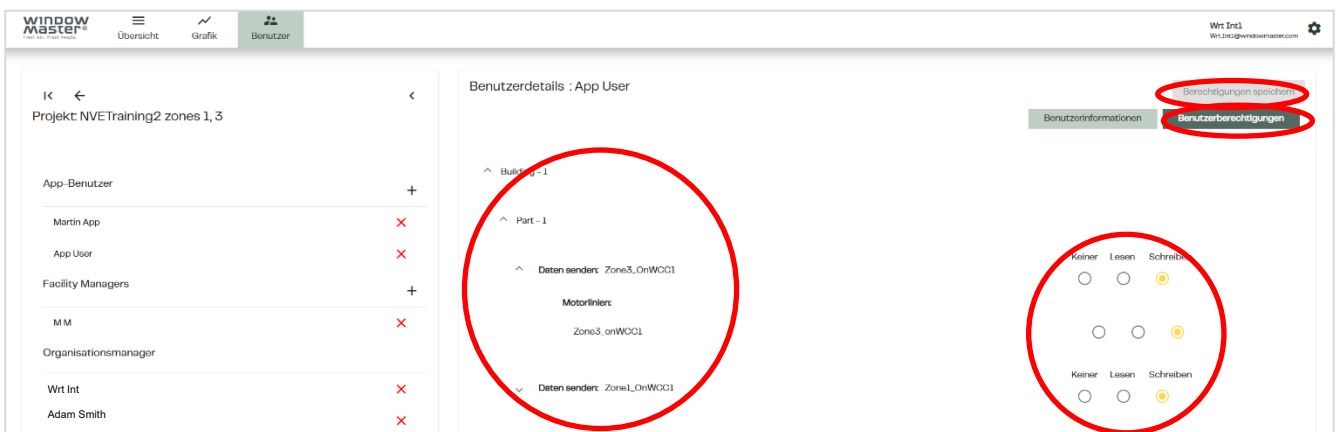 WINDOW
Master®
Fresh Air. Fresh People.
Übersicht
Grafik
Benutzer
Wrt Int1
Wrt.Int1@windowmaster.com
Projekt: NVETraining2 zones 1, 3
App-Benutzer
Martin App
App User
Facility Managers
M M
Organisationsmanager
Wrt Int
Adam Smith
Benutzerdetails : App User
Berechtigungen speichern
Benutzerinformationen
Benutzerberechtigungen
Building - 1
Part - 1
Daten senden: Zone3_OnWCC1
Keiner Lesen Schreiben
Motorlinien:
Zone3_onWCC1
Daten senden: Zone1_OnWCC1
Keiner Lesen Schreiben